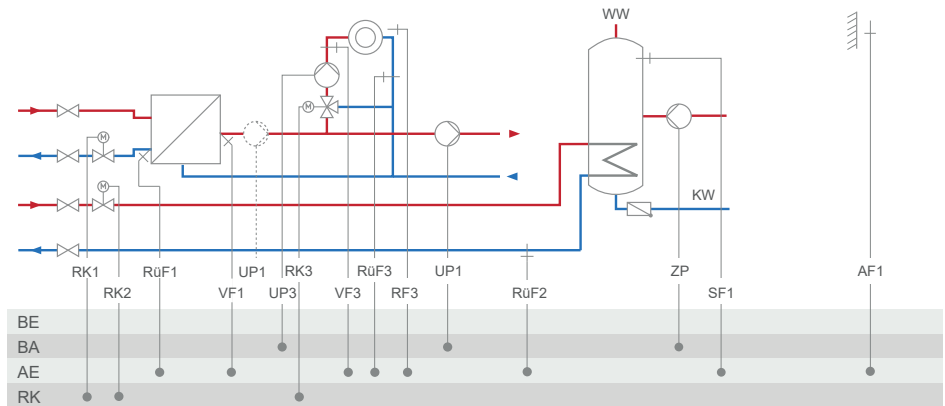 WW
M
M
M
KW
RK1 RüF1 UP1 RK3 RüF3 UP1 ZP AF1
RK2 VF1 UP3 VF3 RF3 RüF2 SF1
BE
BA
AE
RK